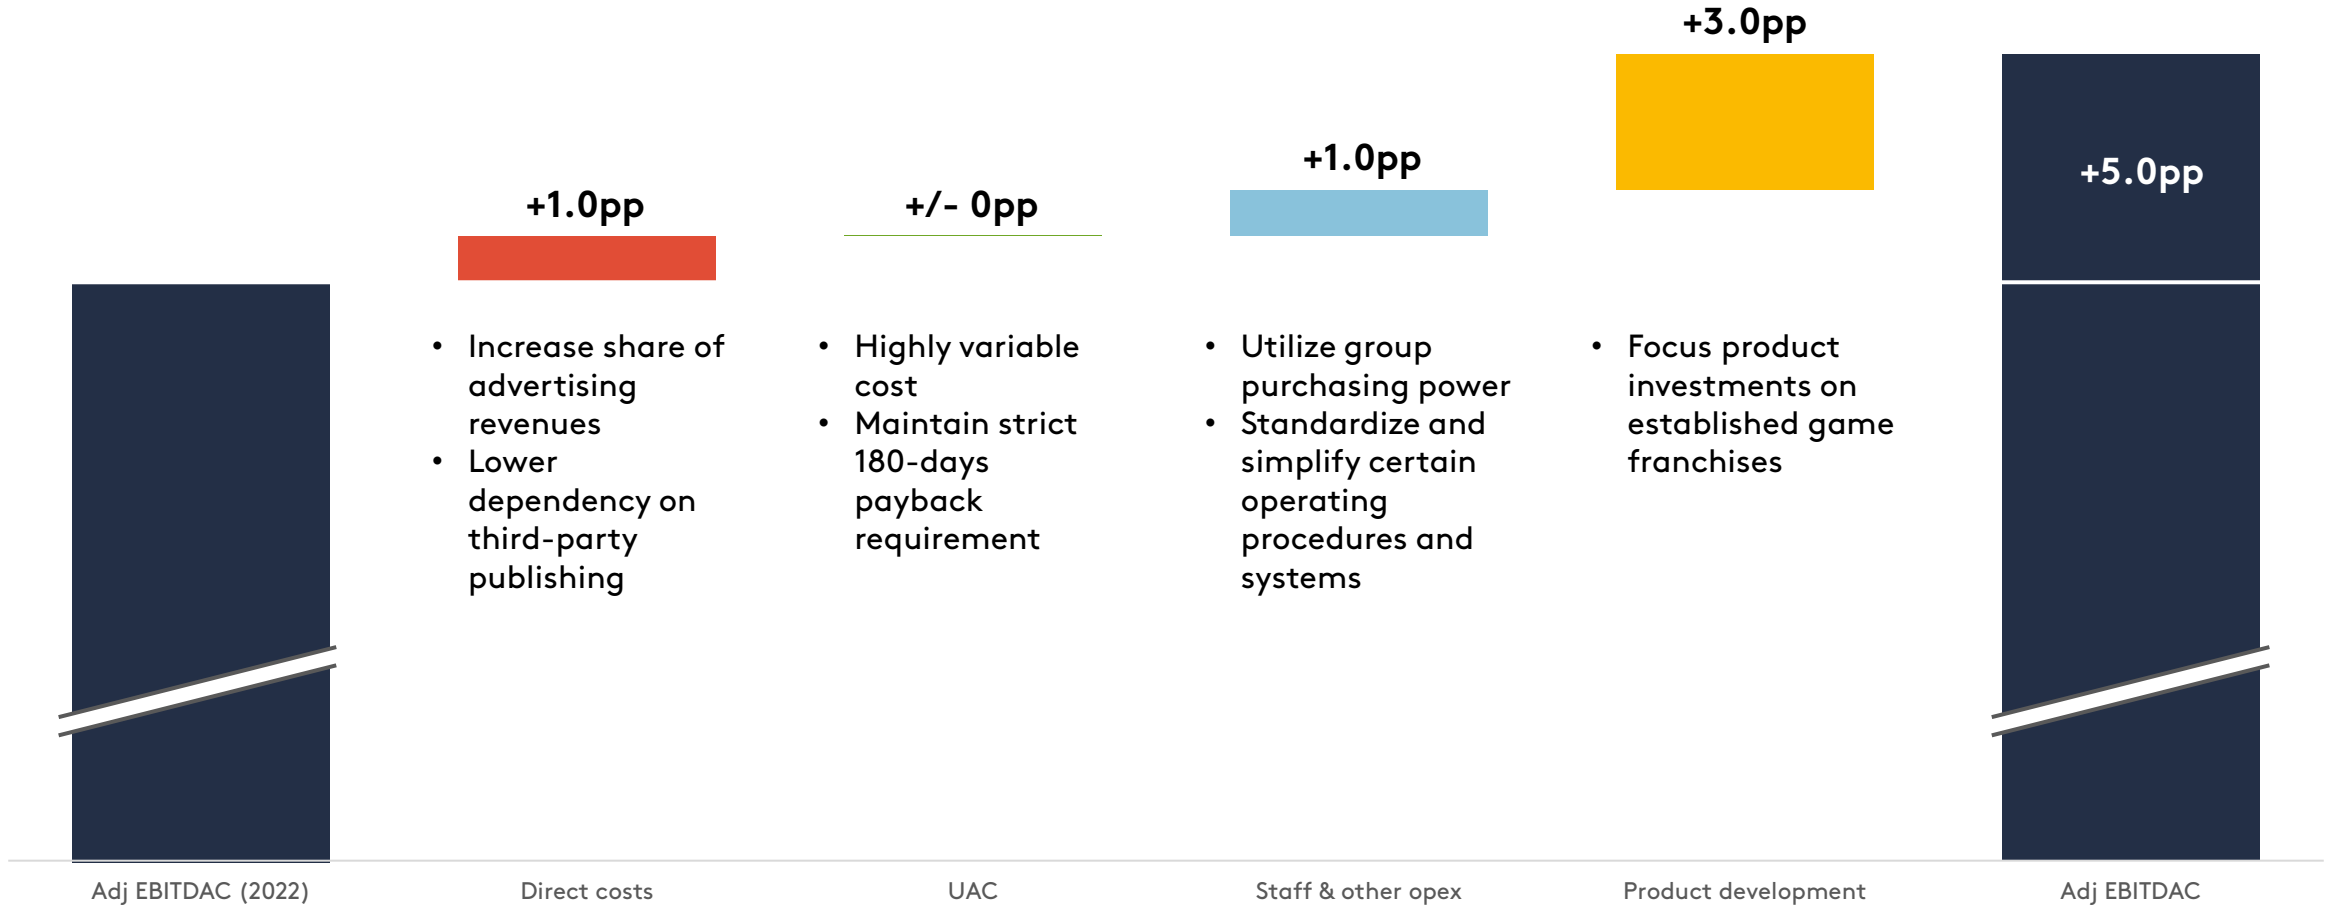 +3.0pp
+5.0pp
+1.0pp
+1.0pp
+/- 0pp
• Increase share of
advertising
revenues
• Lower
dependency on
third-party
publishing
• Highly variable
cost
• Maintain strict
180-days
payback
requirement
• Utilize group
purchasing power
• Standardize and
simplify certain
operating
procedures and
systems
• Focus product
investments on
established game
franchises
Adj EBITDAC (2022)
Direct costs
UAC
Staff & other opex
Product development
Adj EBITDAC